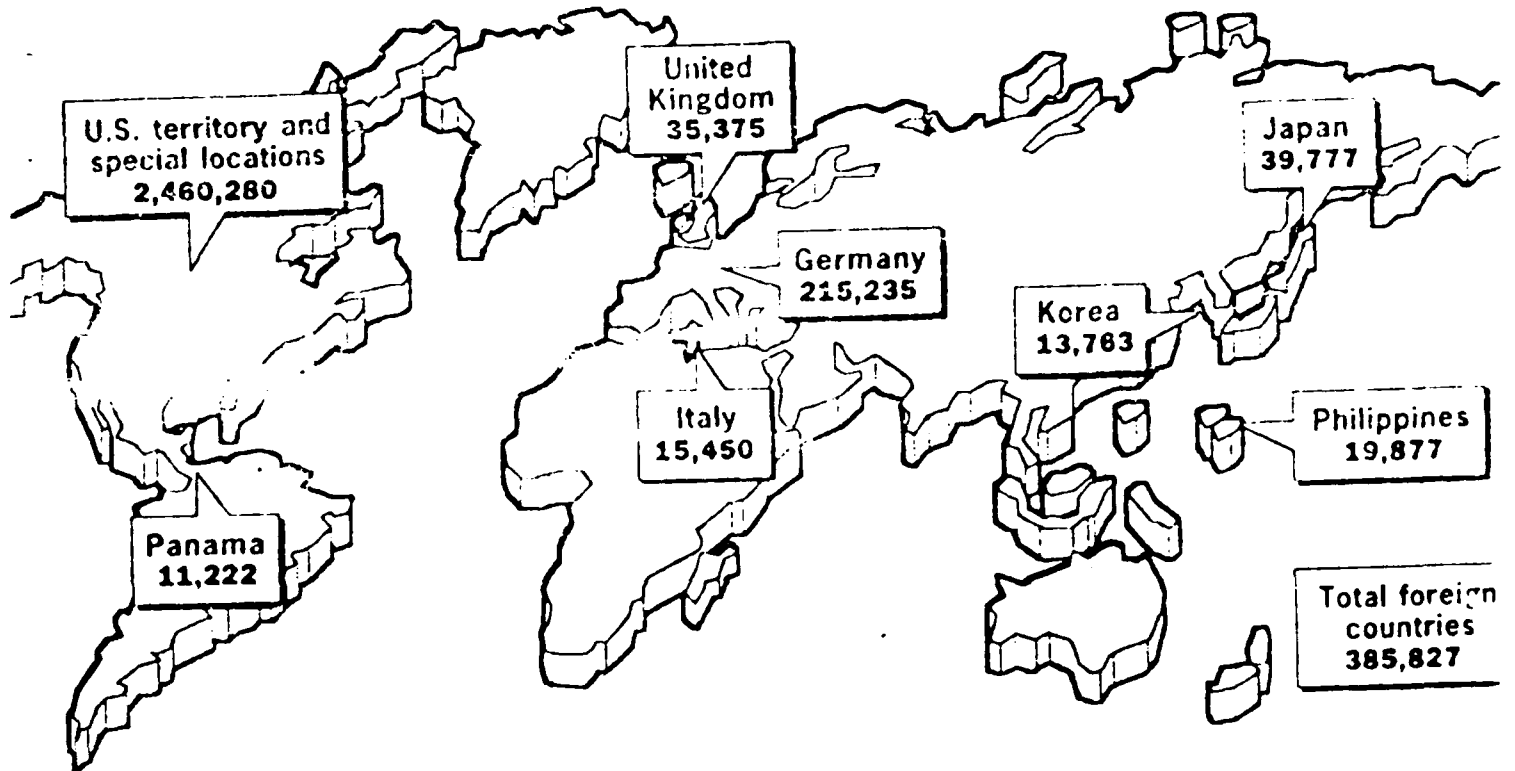 U.S. territory and
special locations
2,460,280
United
Kingdom
35,375
Japan
39,777
Germany
215,235
Korea
13,763
Italy
15,450
Philippines
19,877
Panama
11,222
Total foreign
countries
385,827